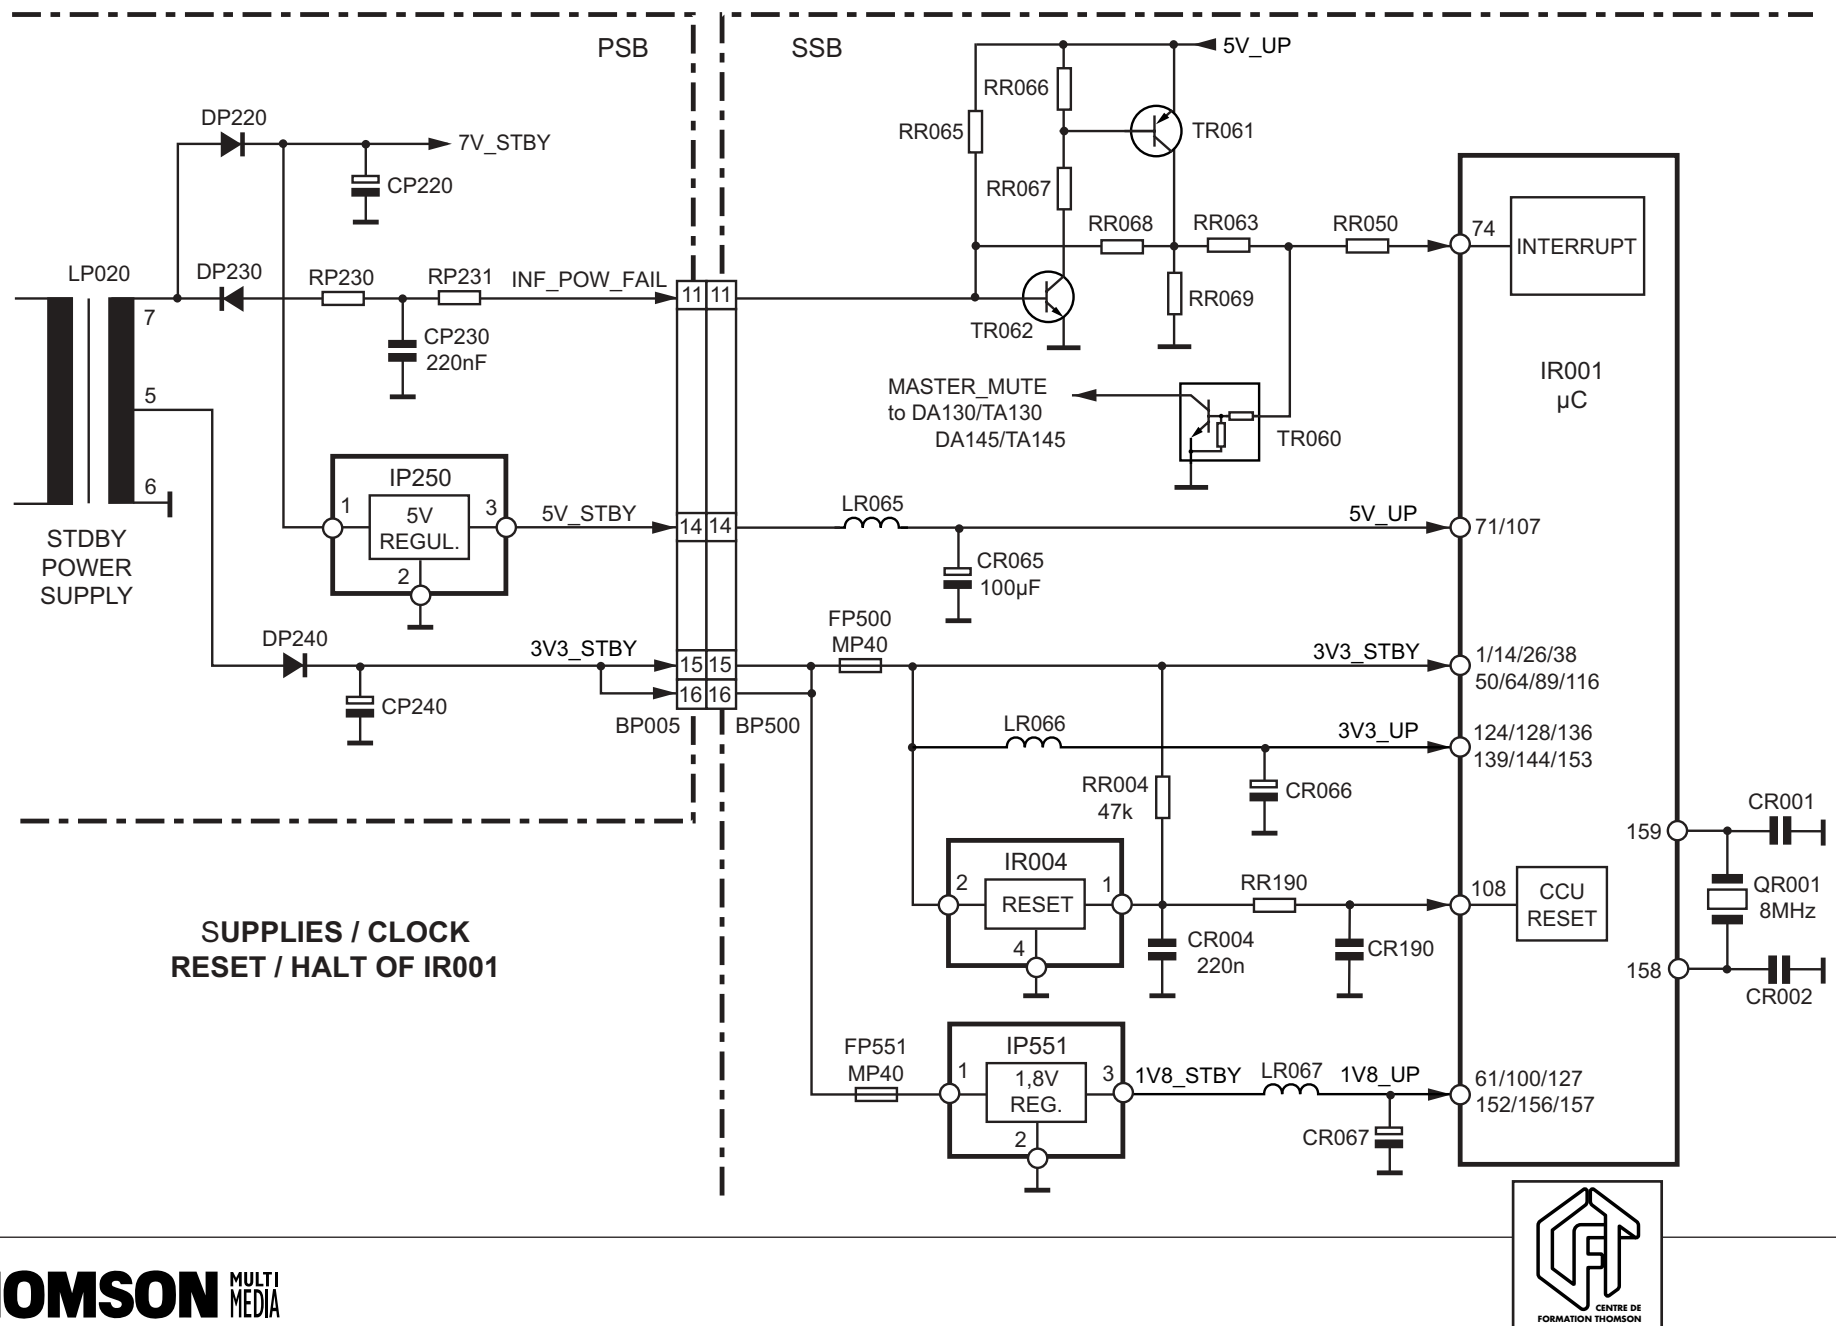 PSB
SSB
5V_UP
DP220
7V_STBY
CP220
RR066
RR065
TR061
RR067
RR068
RR063
RR050
74
INTERRUPT
LP020
DP230
RP230
RP231
INF_POW_FAIL
11
11
7
CP230
220nF
TR062
RR069
IR001
µC
MASTER_MUTE
to DA130/TA130
DA145/TA145
TR060
5
6
IP250
1
5V
REGUL.
3
2
5V_STBY
14
14
LR065
5V_UP
71/107
CR065
100µF
STDBY
POWER
SUPPLY
DP240
3V3_STBY
15
15
16
16
CP240
BP005
BP500
FP500
MP40
3V3_STBY
1/14/26/38
50/64/89/116
LR066
3V3_UP
124/128/136
139/144/153
RR004
47k
CR066
CR001
159
QR001
8MHz
158
CR002
IR004
2
RESET
1
4
RR190
108
CCU
RESET
CR004
220n
CR190
SUPPLIES / CLOCK
RESET / HALT OF IR001
FP551
MP40
IP551
1
1,8V
REG.
3
2
1V8_STBY
LR067
1V8_UP
61/100/127
152/156/157
CR067
OMSON MULTI
MEDIA
CENTRE DE
FORMATION THOMSON